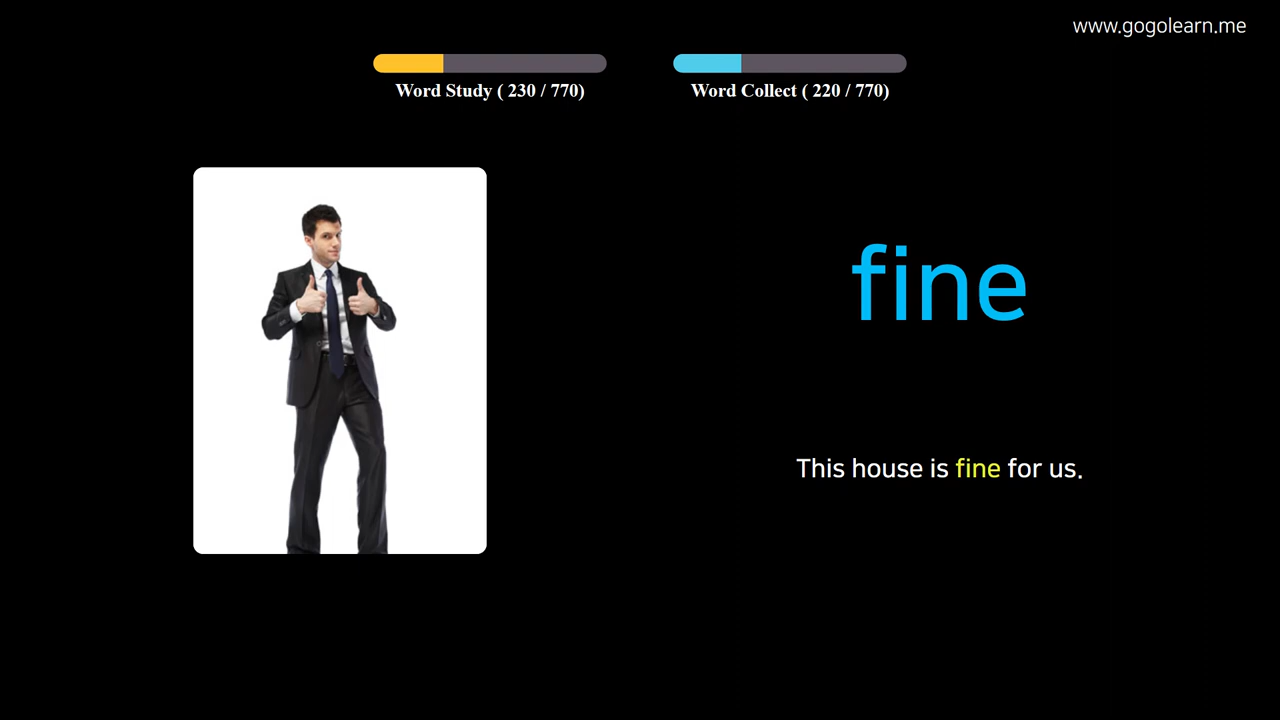 www.gogolearn.me
Word Study ( 230 / 770)
Word Collect ( 220 / 770)
fine
This house is fine for us.